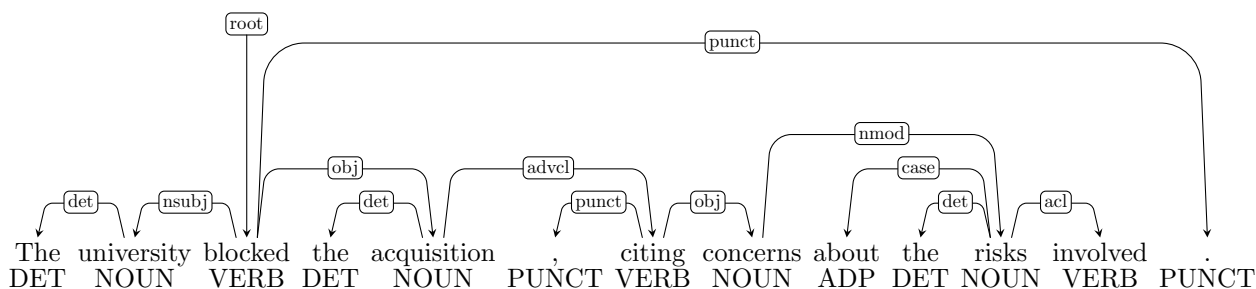 root
punct
nmod
obj advcl case
det nsubj det punct obj det acl
The university blocked the acquisition , citing concerns about the risks involved .
DET NOUN VERB DET NOUN PUNCT VERB NOUN ADP DET NOUN VERB PUNCT